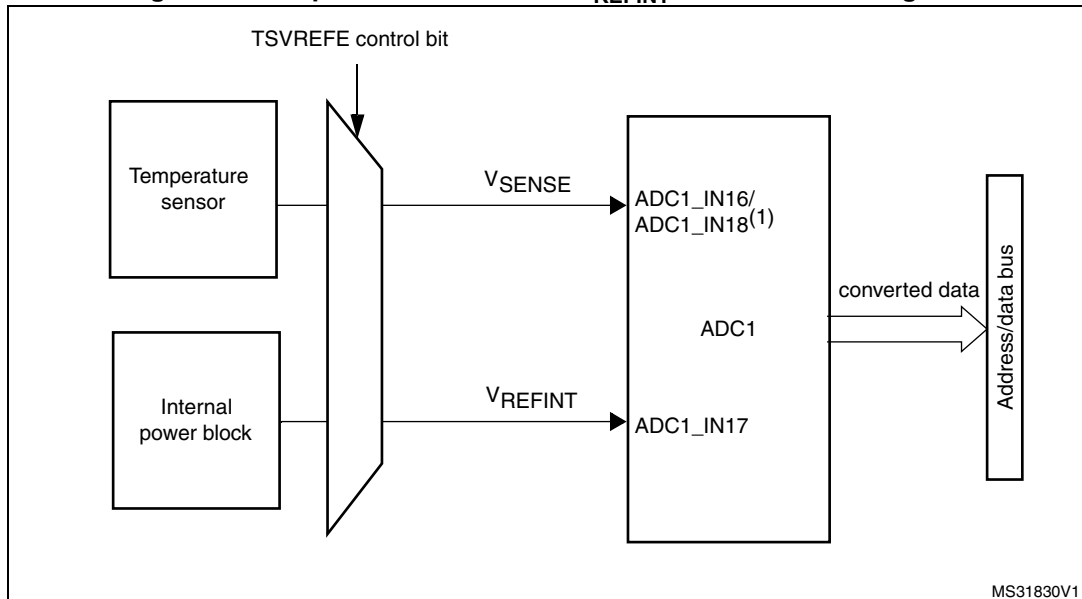 REFINT
TSVREFE control bit
Temperature
sensor
VSENSE
ADC1_IN16/
ADC1_IN18(1)
converted data
Address/data bus
ADC1
Internal
power block
VREFINT
ADC1_IN17
MS31830V1